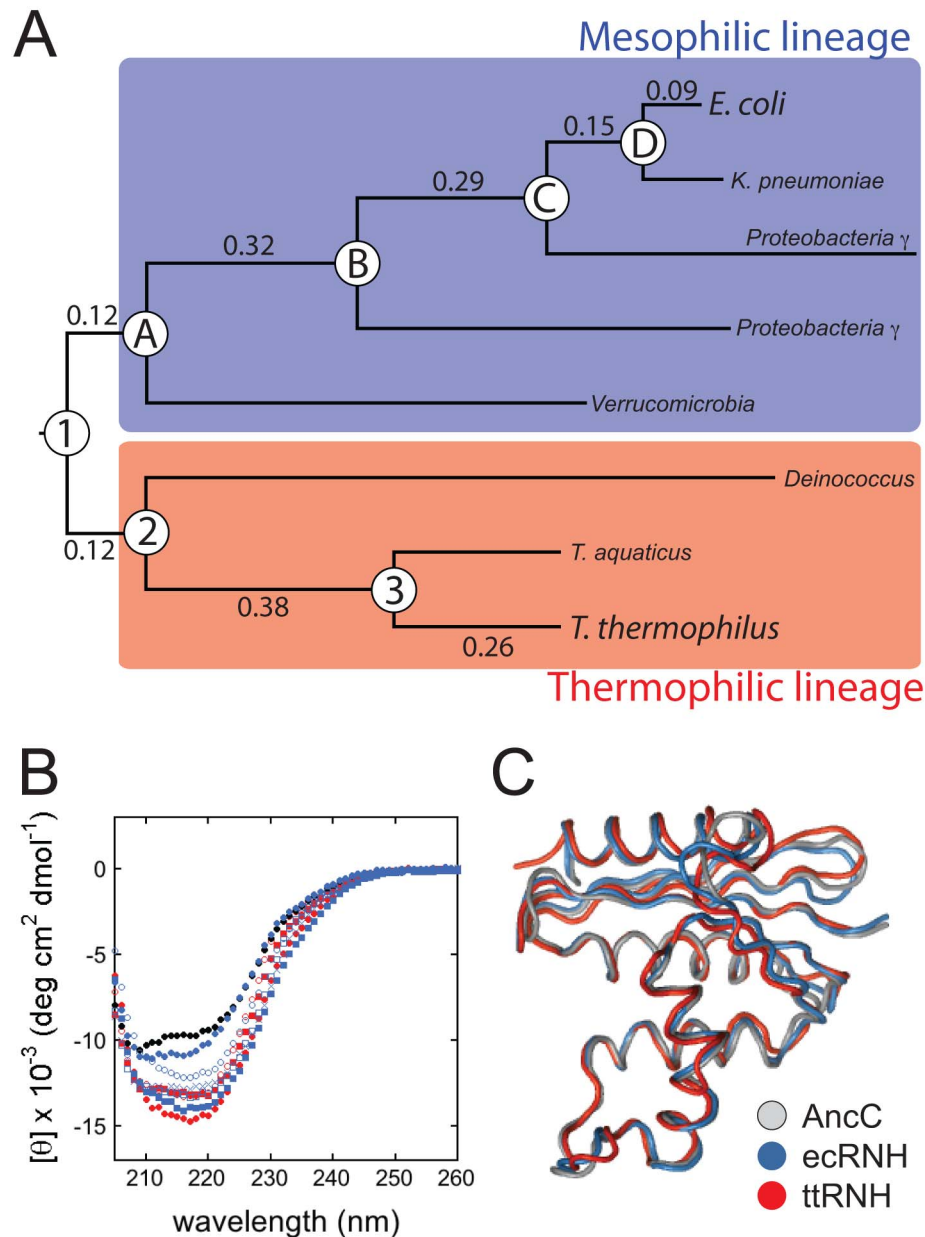 A
Mesophilic lineage
0.09
E. coli
0.15
D
K. pneumoniae
0.29
C
Proteobacteria γ
0.32
B
Proteobacteria γ
0.12
A
Verrucomicrobia
1
Deinococcus
2
0.12
T. aquaticus
3
0.38
T. thermophilus
0.26
Thermophilic lineage
B
[θ] x 10⁻³ (deg cm² dmol⁻¹)
0
-5
-10
-15
210 220 230 240 250 260
wavelength (nm)
C
AncC
ecRNH
ttRNH